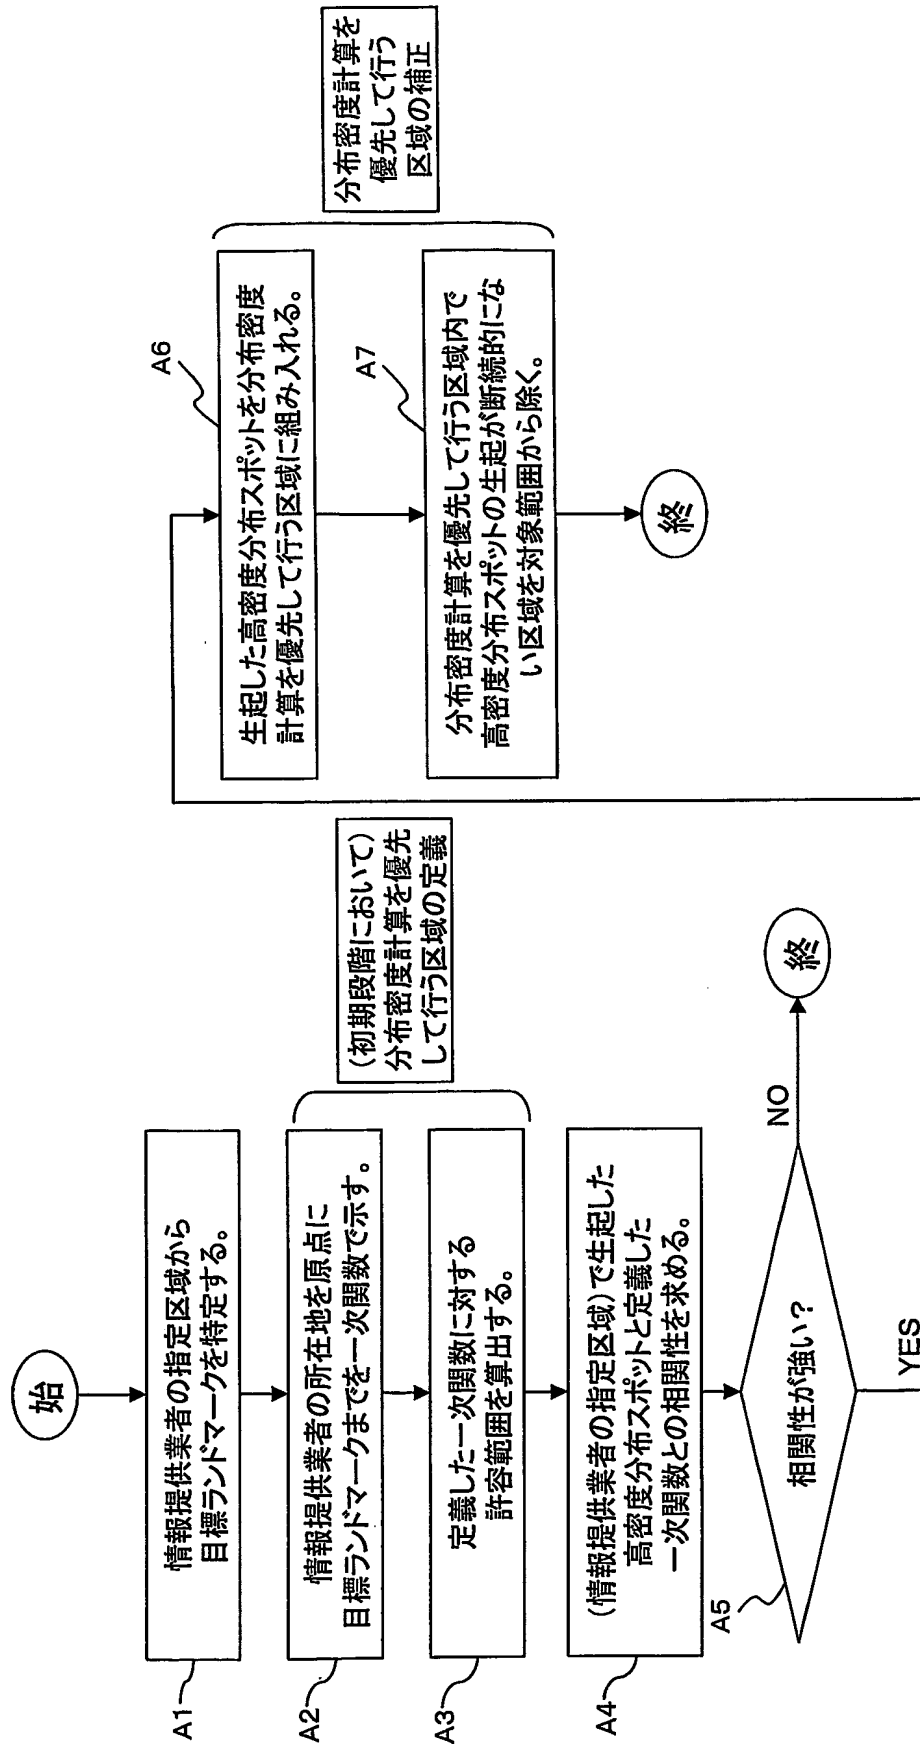 始
A1
情報提供業者の指定区域から
目標ランドマークを特定する。
A2
情報提供業者の所在地を原点に
目標ランドマークまでを一次関数で示す。
A3
定義した一次関数に対する
許容範囲を算出する。
(初期段階において)
分布密度計算を優先
して行う区域の定義
A4
(情報提供業者の指定区域)で生起した
高密度分布スポットと定義した
一次関数との相関性を求める。
A5
相関性が強い?
NO
終
YES
A6
生起した高密度分布スポットを分布密度
計算を優先して行う区域に組み入れる。
A7
分布密度計算を優先して行う区域内で
高密度分布スポットの生起が断続的にな
い区域を対象範囲から除く。
分布密度計算を
優先して行う
区域の補正
終